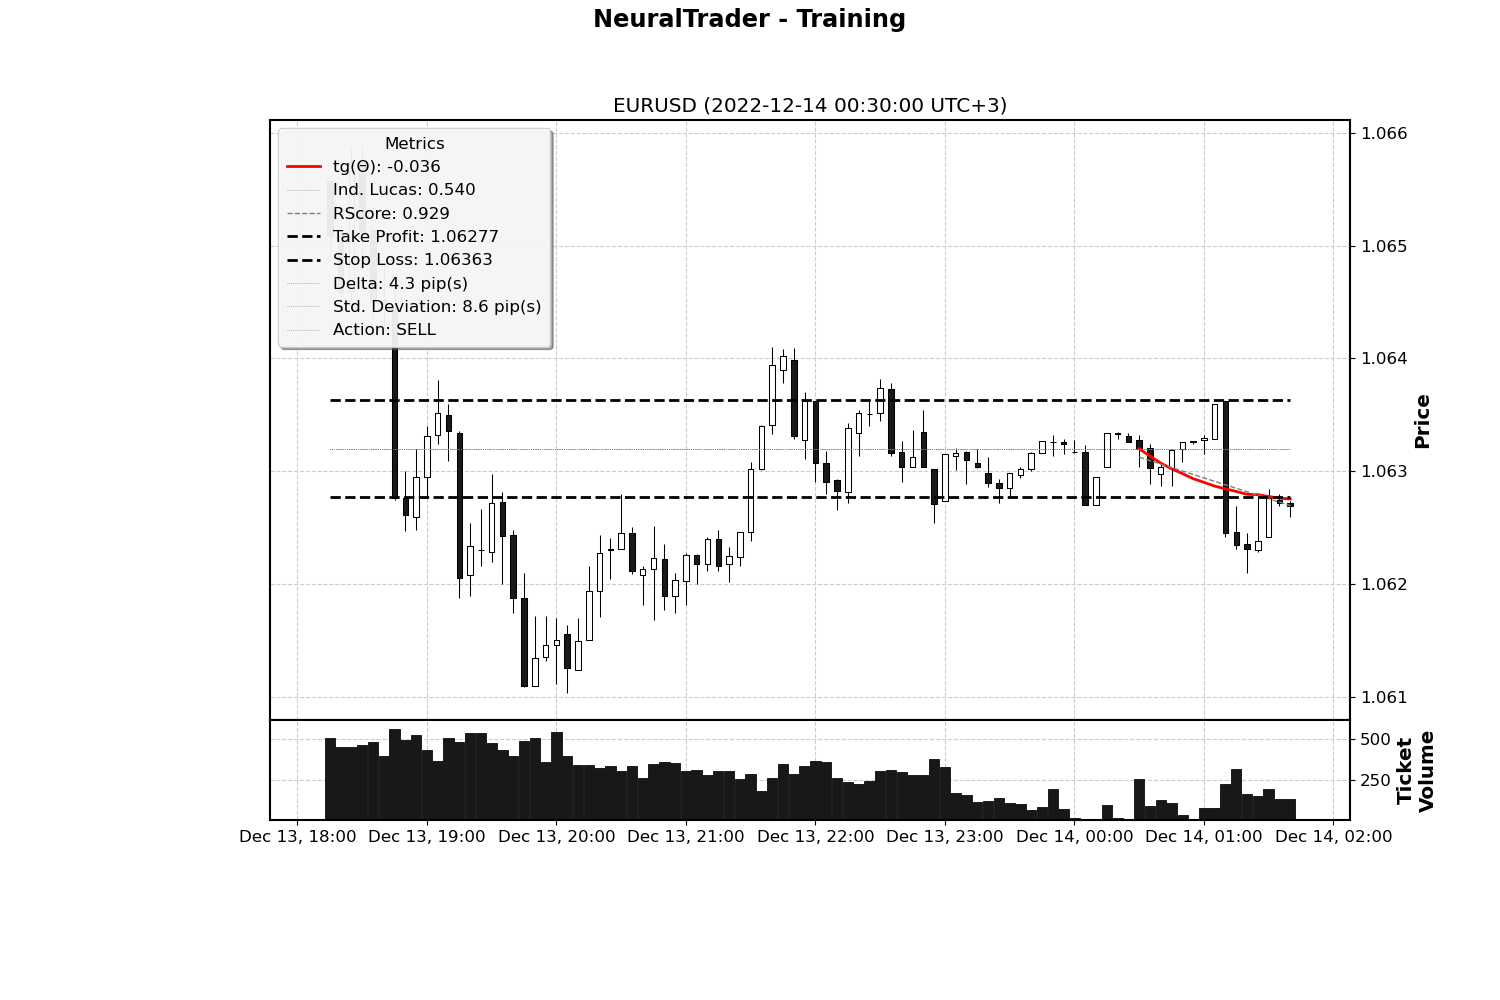 NeuralTrader - Training
EURUSD (2022-12-14 00:30:00 UTC+3)
Metrics
tg(Θ): -0.036
Ind. Lucas: 0.540
RScore: 0.929
Take Profit: 1.06277
Stop Loss: 1.06363
Delta: 4.3 pip(s)
Std. Deviation: 8.6 pip(s)
Action: SELL
1.066
1.065
1.064
1.063
1.062
1.061
Price
500
250
Ticket
Volume
Dec 13, 18:00
Dec 13, 19:00
Dec 13, 20:00
Dec 13, 21:00
Dec 13, 22:00
Dec 13, 23:00
Dec 14, 00:00
Dec 14, 01:00
Dec 14, 02:00